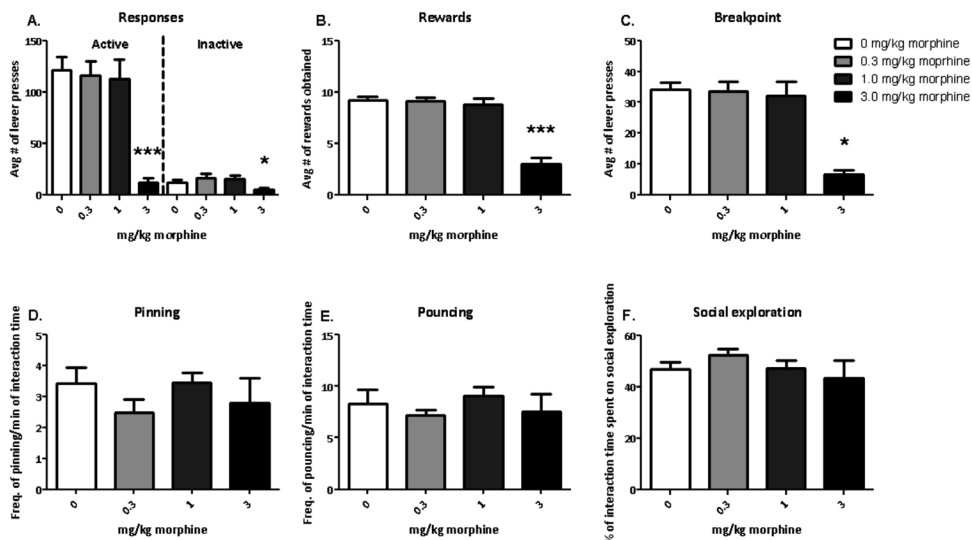 A. Responses
Active Inactive
Avg # of lever presses
150
100
50
0
***
*
0 0.3 1 3 0 0.3 1 3
mg/kg morphine
B. Rewards
Avg # of rewards obtained
15
10
5
0
***
0 0.3 1 3
mg/kg morphine
C. Breakpoint
Avg # of lever presses
50
40
30
20
10
0
*
0 0.3 1 3
mg/kg morphine
0 mg/kg morphine
0.3 mg/kg moprhine
1.0 mg/kg morphine
3.0 mg/kg morphine
D. Pinning
Freq. of pinning/min of interaction time
5
4
3
2
1
0
0 0.3 1 3
mg/kg morphine
E. Pouncing
Freq. of pouncing/min of interaction time
15
10
5
0
0 0.3 1 3
mg/kg morphine
F. Social exploration
% of interaction time spent on social exploration
60
40
20
0
0 0.3 1 3
mg/kg morphine